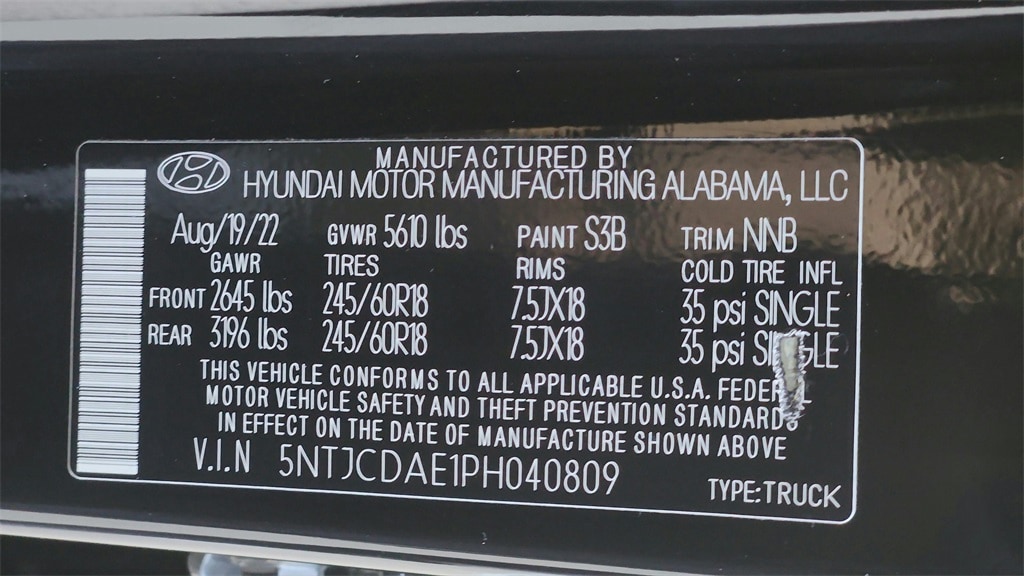 MANUFACTURED BY
HYUNDAI MOTOR MANUFACTURING ALABAMA, LLC
Aug/19/22 GVWR 5610 lbs PAINT S3B TRIM NNB
GAWR TIRES RIMS COLD TIRE INFL
FRONT 2645 lbs 245/60R18 7.5JX18 35 psi SINGLE
REAR 3196 lbs 245/60R18 7.5JX18 35 psi
THIS VEHICLE CONFORMS TO ALL APPLICABLE U.S.A.
MOTOR VEHICLE SAFETY AND THEFT PREVENTION
IN EFFECT ON THE DATE OF MANUFACTURE SHOWN ABOVE
V.I.N 5NTJCDAE1PH040809
TYPE:TRUCK